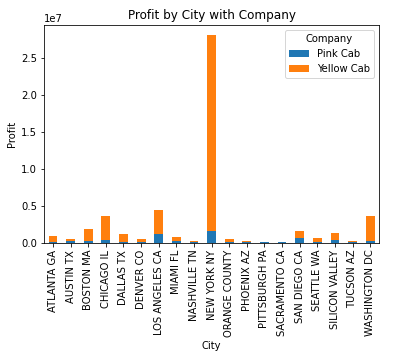 Profit by City with Company
1e7
Company
Pink Cab
Yellow Cab
2.5
2.0
1.5
1.0
0.5
0.0
Profit
ATLANTA GA
AUSTIN TX
BOSTON MA
CHICAGO IL
DALLAS TX
DENVER CO
LOS ANGELES CA
MIAMI FL
NASHVILLE TN
NEW YORK NY
ORANGE COUNTY
PHOENIX AZ
PITTSBURGH PA
SACRAMENTO CA
SAN DIEGO CA
SEATTLE WA
SILICON VALLEY
TUCSON AZ
WASHINGTON DC
City